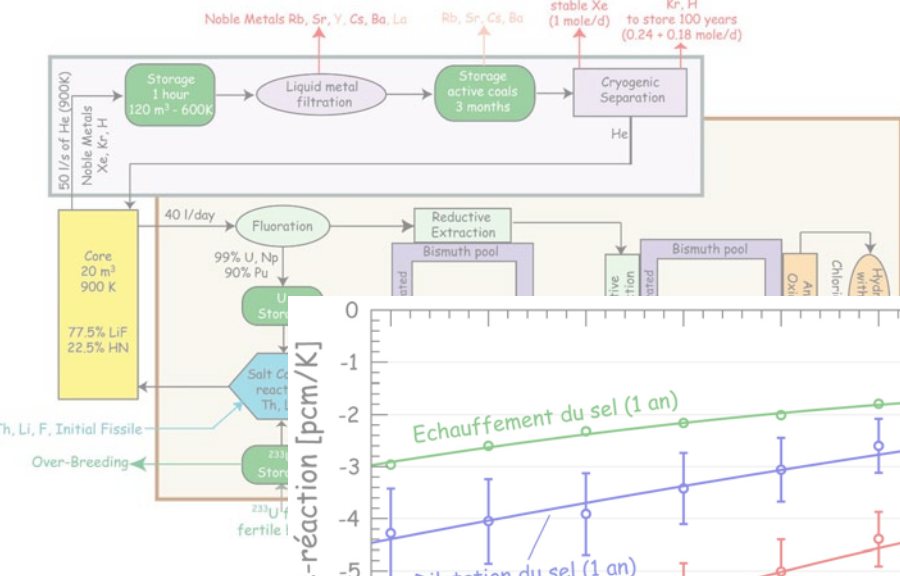 Noble Metals Rb, Sr, Y, Cs, Ba, La
Rb, Sr, Cs, Ba
stable Xe
(1 mole/d)
Kr, H
to store 100 years
(0.24 + 0.18 mole/d)
50 l/s of He (900K)
Noble Metals
Xe, Kr, H
Storage
1 hour
120 m³ - 600K
Liquid metal
filtration
Storage
active coals
3 months
Cryogenic
Separation
He
40 l/day
Fluoration
Reductive
Extraction
Bismuth pool
Bismuth pool
99% U, Np
90% Pu
Core
20 m³
900 K
77.5% LiF
22.5% HN
Salt
Th, Li, F, Initial Fissile
Over-Breeding
²³³U
fertile
0
-1
-2
-3
-4
-5
-réaction [pcm/K]
Echauffement du sel (1 an)
du sel (1 an)